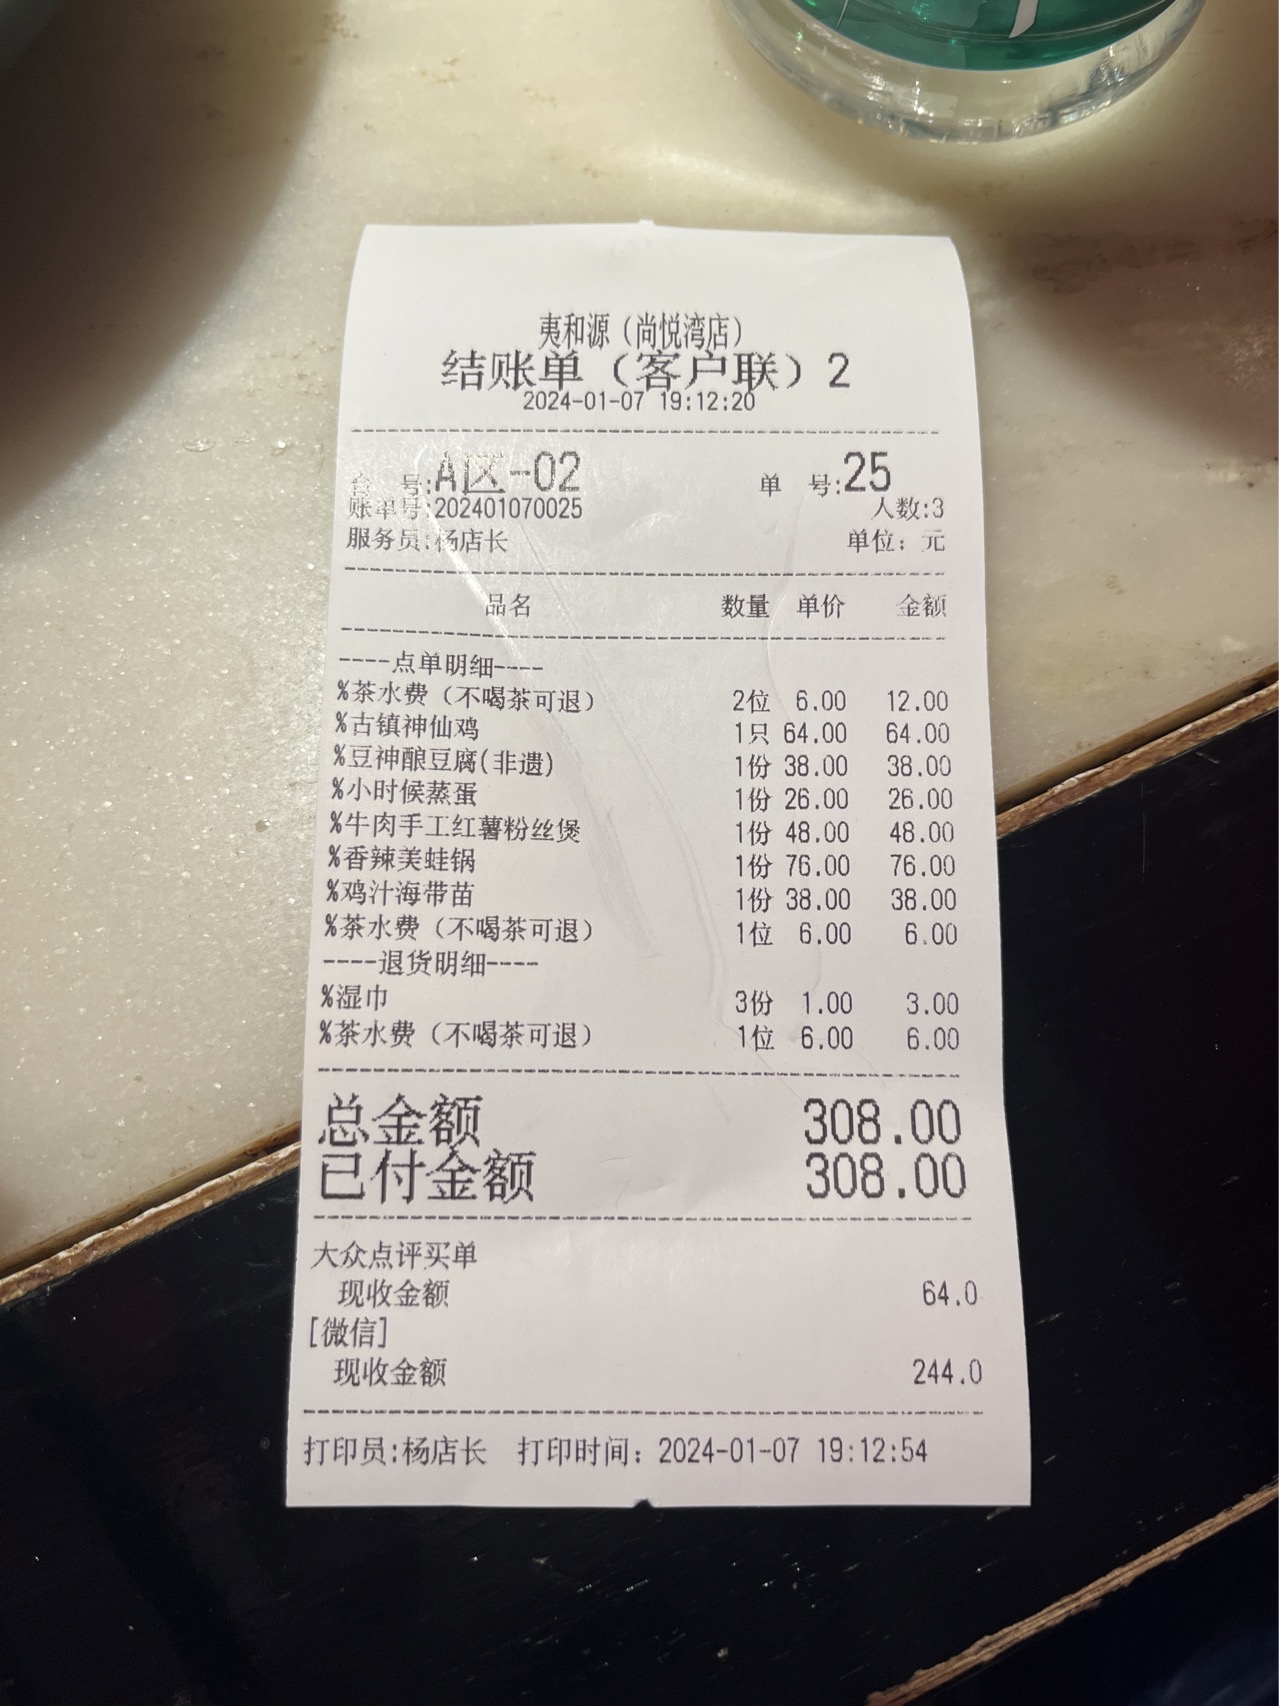 夷和源（尚悦湾店）
结账单（客户联）2
2024-01-07 19:12:20
台 号:A区-02 单 号:25
账单号:202401070025 人数:3
服务员:杨店长 单位：元
品名 数量 单价 金额
----点单明细----
%茶水费（不喝茶可退） 2位 6.00 12.00
%古镇神仙鸡 1只 64.00 64.00
%豆神酿豆腐(非遗) 1份 38.00 38.00
%小时候蒸蛋 1份 26.00 26.00
%牛肉手工红薯粉丝煲 1份 48.00 48.00
%香辣美蛙锅 1份 76.00 76.00
%鸡汁海带苗 1份 38.00 38.00
%茶水费（不喝茶可退） 1位 6.00 6.00
----退货明细----
%湿巾 3份 1.00 3.00
%茶水费（不喝茶可退） 1位 6.00 6.00
总金额 308.00
已付金额 308.00
大众点评买单
现收金额 64.0
[微信]
现收金额 244.0
打印员:杨店长 打印时间：2024-01-07 19:12:54